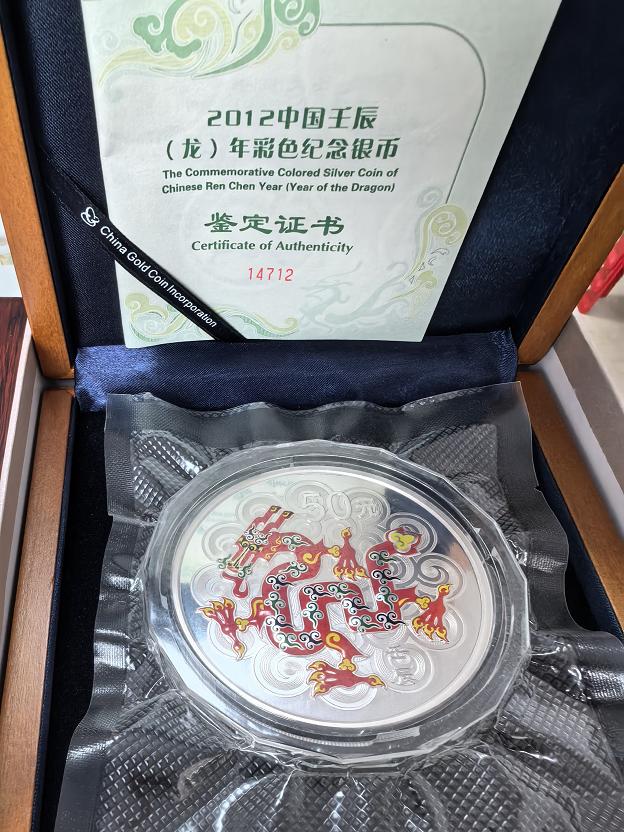 2012中国壬辰
（龙）年彩色纪念银币
The Commemorative Colored Silver Coin of
Chinese Ren Chen Year (Year of the Dragon)
鉴定证书
Certificate of Authenticity
14712
China Gold Coin Incorporation
50元